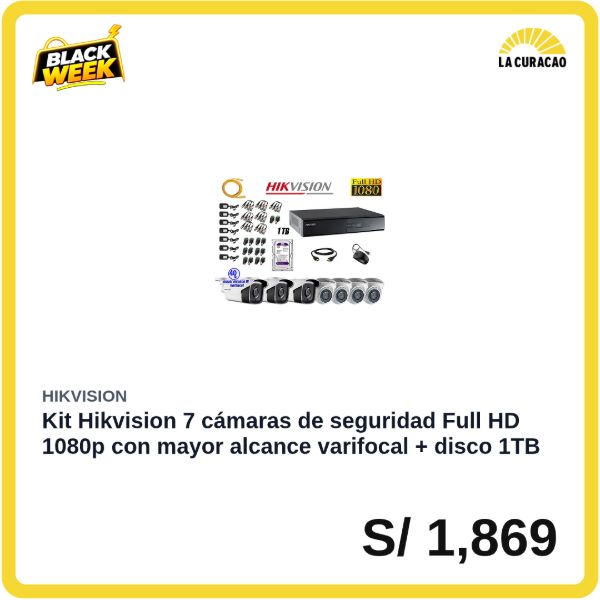 BLACK
WEEK
LA CURACAO
HIKVISION
Full HD
1080
1TB
HIKVISION
Kit Hikvision 7 cámaras de seguridad Full HD
1080p con mayor alcance varifocal + disco 1TB
S/ 1,869